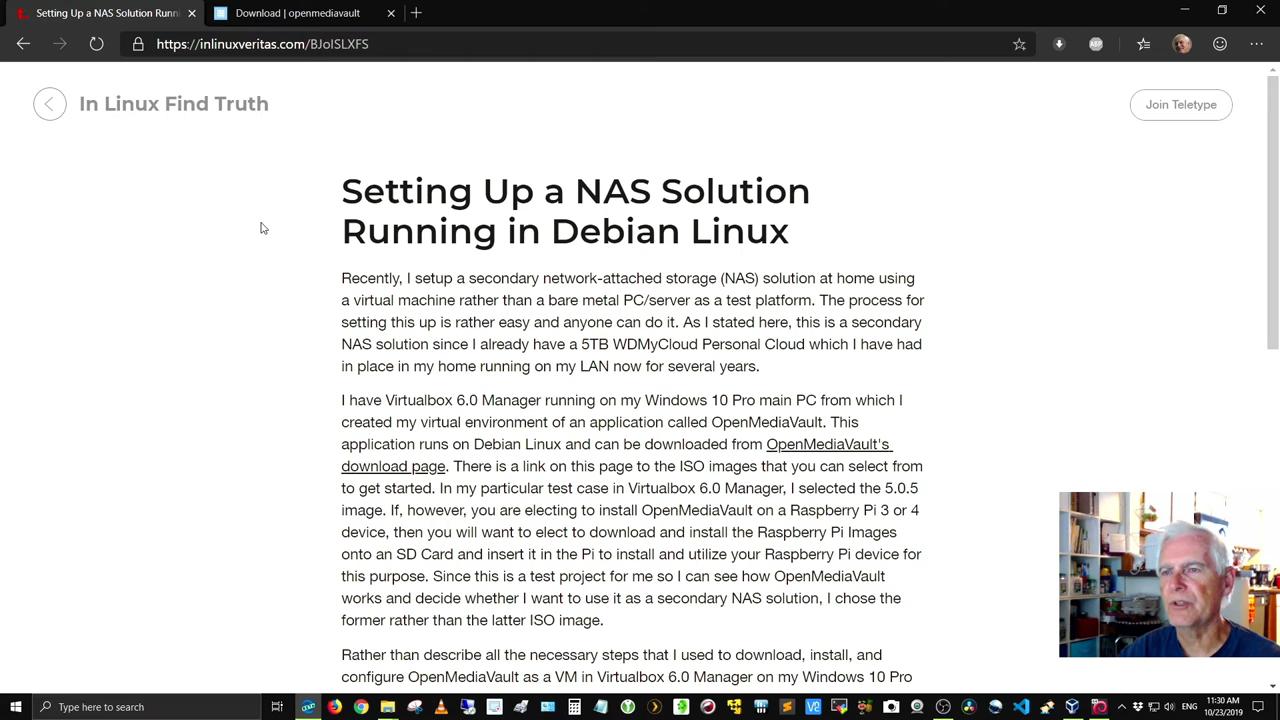 Setting Up a NAS Solution Runni
Download | openmediavault
https://inlinuxveritas.com/BJoISLXFS
In Linux Find Truth
Join Teletype
Setting Up a NAS Solution
Running in Debian Linux
Recently, I setup a secondary network-attached storage (NAS) solution at home using
a virtual machine rather than a bare metal PC/server as a test platform. The process for
setting this up is rather easy and anyone can do it. As I stated here, this is a secondary
NAS solution since I already have a 5TB WDMyCloud Personal Cloud which I have had
in place in my home running on my LAN now for several years.
I have Virtualbox 6.0 Manager running on my Windows 10 Pro main PC from which I
created my virtual environment of an application called OpenMediaVault. This
application runs on Debian Linux and can be downloaded from OpenMediaVault's
download page. There is a link on this page to the ISO images that you can select from
to get started. In my particular test case in Virtualbox 6.0 Manager, I selected the 5.0.5
image. If, however, you are electing to install OpenMediaVault on a Raspberry Pi 3 or 4
device, then you will want to elect to download and install the Raspberry Pi Images
onto an SD Card and insert it in the Pi to install and utilize your Raspberry Pi device for
this purpose. Since this is a test project for me so I can see how OpenMediaVault
works and decide whether I want to use it as a secondary NAS solution, I chose the
former rather than the latter ISO image.
Rather than describe all the necessary steps that I used to download, install, and
configure OpenMediaVault as a VM in Virtualbox 6.0 Manager on my Windows 10 Pro
Type here to search
11:30 AM
10/23/2019